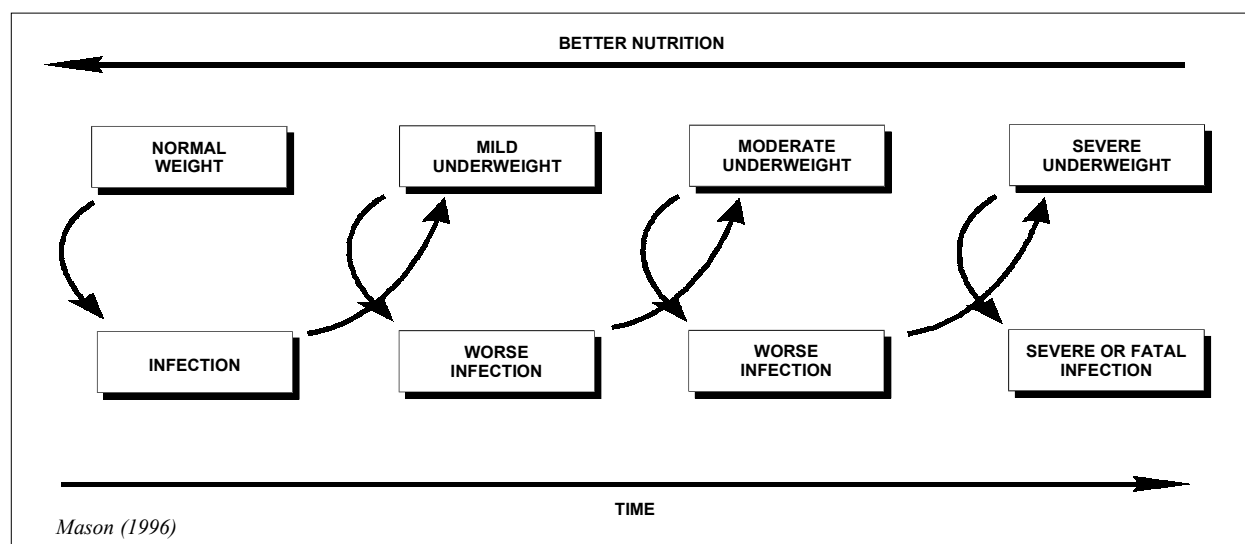 BETTER NUTRITION
NORMAL
WEIGHT
MILD
UNDERWEIGHT
MODERATE
UNDERWEIGHT
SEVERE
UNDERWEIGHT
INFECTION
WORSE
INFECTION
WORSE
INFECTION
SEVERE OR FATAL
INFECTION
TIME
Mason (1996)